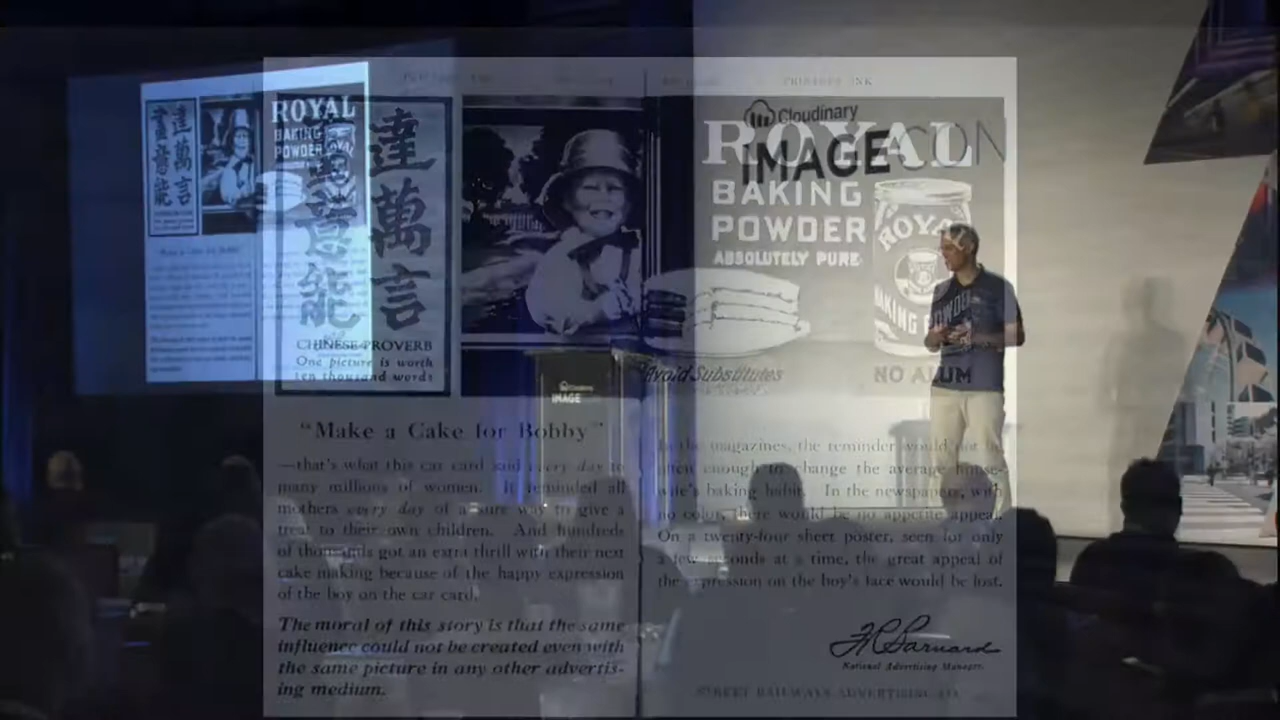 PRINTERS' INK
Cloudinary
IMAGECON
達萬言
書意能
CHINESE PROVERB
One picture is worth
ten thousand words
ROYAL
BAKING
POWDER
ABSOLUTELY PURE
ROYAL
BAKING POWDER
Avoid Substitutes
NO ALUM
Cloudinary
IMAGE
"Make a Cake for Bobby"
—that's what this car card said every day to
many millions of women. It reminded all
mothers every day of a sure way to give a
treat to their own children. And hundreds
of thousands got an extra thrill with their next
cake making because of the happy expression
of the boy on the car card.
The moral of this story is that the same
influence could not be created even with
the same picture in any other advertis-
ing medium.
In the magazines, the reminder would not be
often enough to change the average house-
wife's baking habit. In the newspapers, with
no color, there would be no appetite appeal.
On a twenty-four sheet poster, seen for only
a few seconds at a time, the great appeal of
the expression on the boy's face would be lost.
Barnard
National Advertising Manager.
STREET RAILWAYS ADVERTISING CO.
ROYAL
BAKING
POWDER